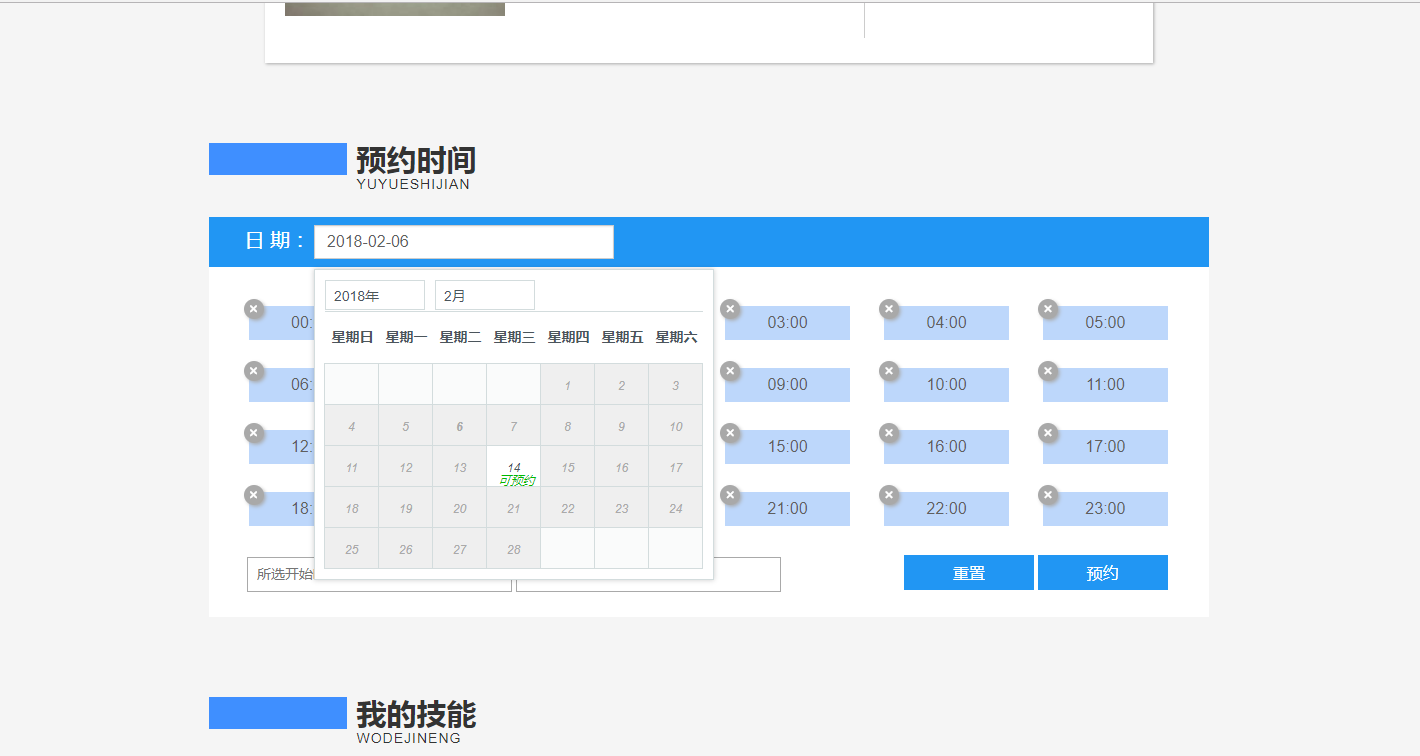 预约时间
YUYUESHIJIAN
日 期 : 2018-02-06
2018年 2月
星期日 星期一 星期二 星期三 星期四 星期五 星期六
1 2 3
4 5 6 7 8 9 10
11 12 13 14 15 16 17
可预约
18 19 20 21 22 23 24
25 26 27 28
00: 03:00 04:00 05:00
06: 09:00 10:00 11:00
12: 15:00 16:00 17:00
18: 21:00 22:00 23:00
所选开始 重置 预约
我的技能
WODEJINENG